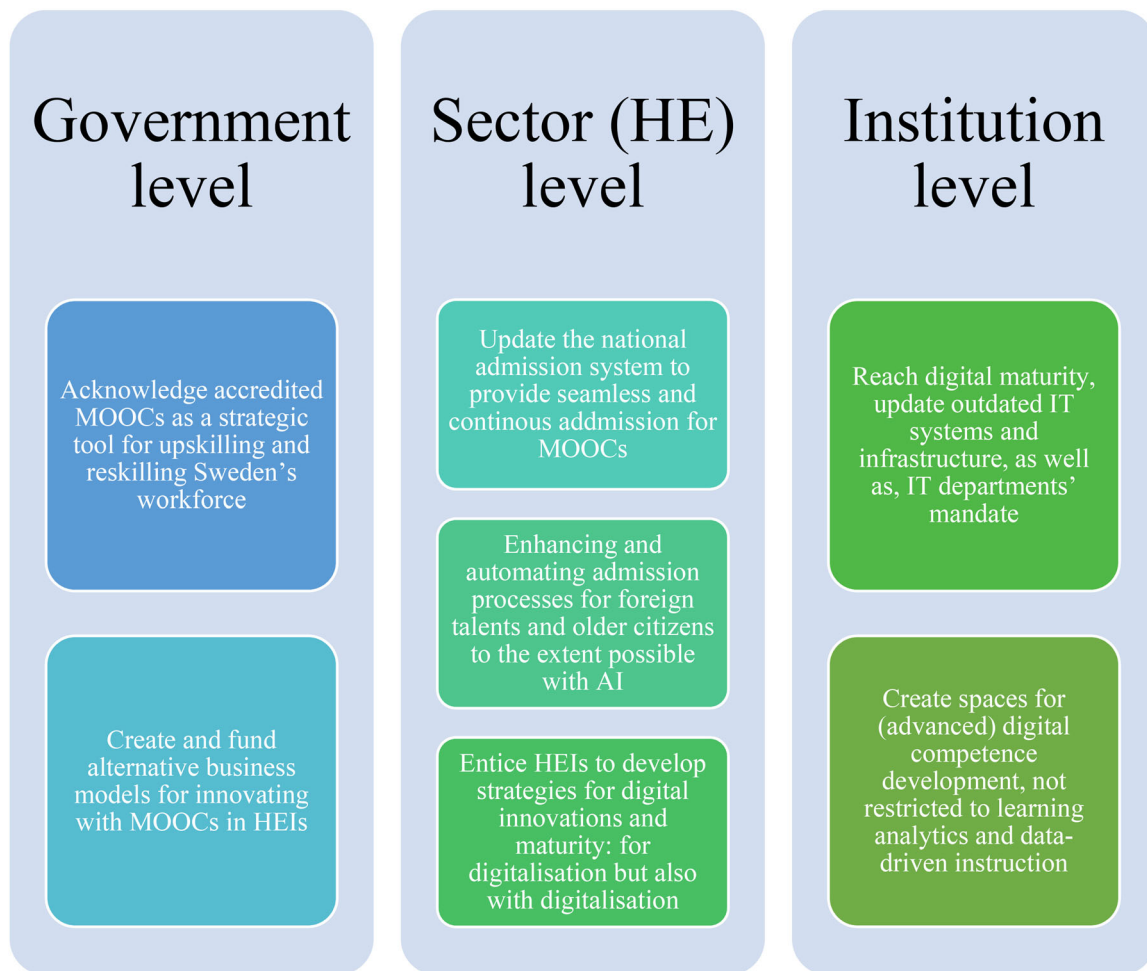 Government
level
Acknowledge accredited
MOOCs as a strategic
tool for upskilling and
reskilling Sweden’s
workforce
Create and fund
alternative business
models for innovating
with MOOCs in HEIs
Sector (HE)
level
Update the national
admission system to
provide seamless and
continous addmission for
MOOCs
Enhancing and
automating admission
processes for foreign
talents and older citizens
to the extent possible
with AI
Entice HEIs to develop
strategies for digital
innovations and
maturity: for
digitalisation but also
with digitalisation
Institution
level
Reach digital maturity,
update outdated IT
systems and
infrastructure, as well
as, IT departments’
mandate
Create spaces for
(advanced) digital
competence
development, not
restricted to learning
analytics and data-
driven instruction